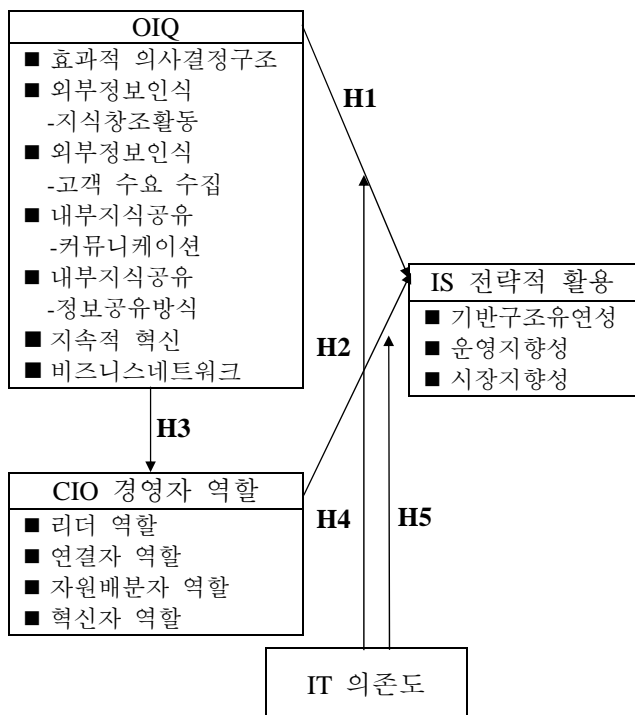 OIQ
■ 효과적 의사결정구조
■ 외부정보인식
-지식창조활동
■ 외부정보인식
-고객 수요 수집
■ 내부지식공유
-커뮤니케이션
■ 내부지식공유
-정보공유방식
■ 지속적 혁신
■ 비즈니스네트워크
H1
IS 전략적 활용
■ 기반구조유연성
■ 운영지향성
■ 시장지향성
H2
H3
CIO 경영자 역할
■ 리더 역할
■ 연결자 역할
■ 자원배분자 역할
■ 혁신자 역할
H4
H5
IT 의존도